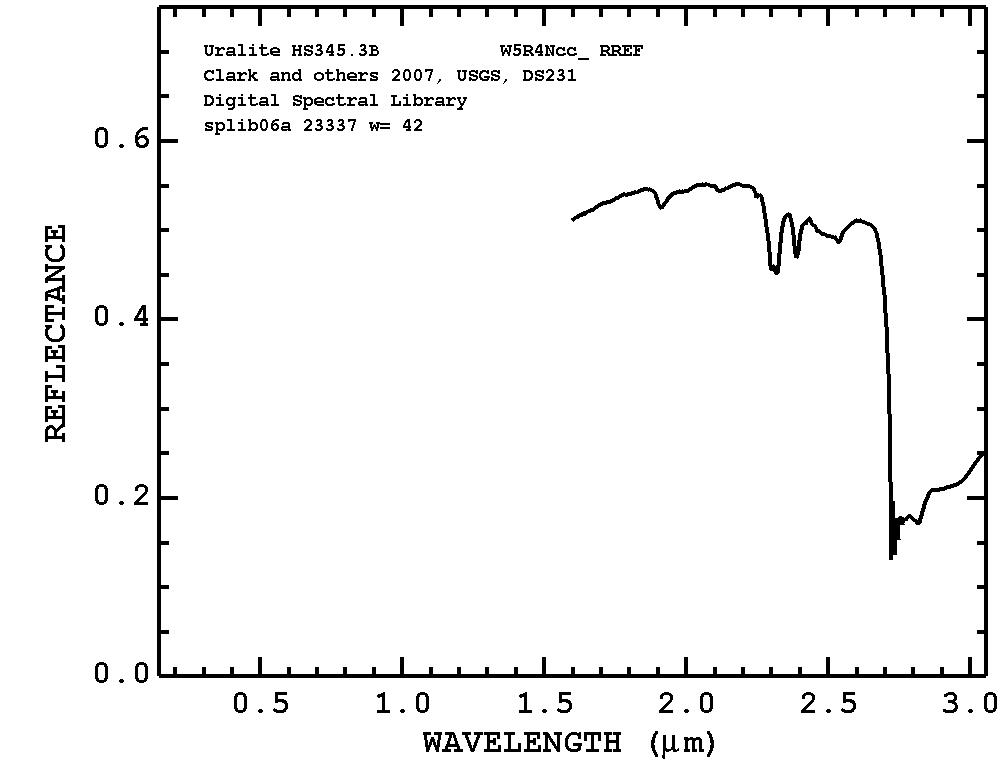 Uralite HS345.3B W5R4Ncc_ RREF
Clark and others 2007, USGS, DS231
Digital Spectral Library
splib06a 23337 w= 42
0.6
0.4
0.2
0.0
REFLECTANCE
0.5 1.0 1.5 2.0 2.5 3.0
WAVELENGTH (μm)